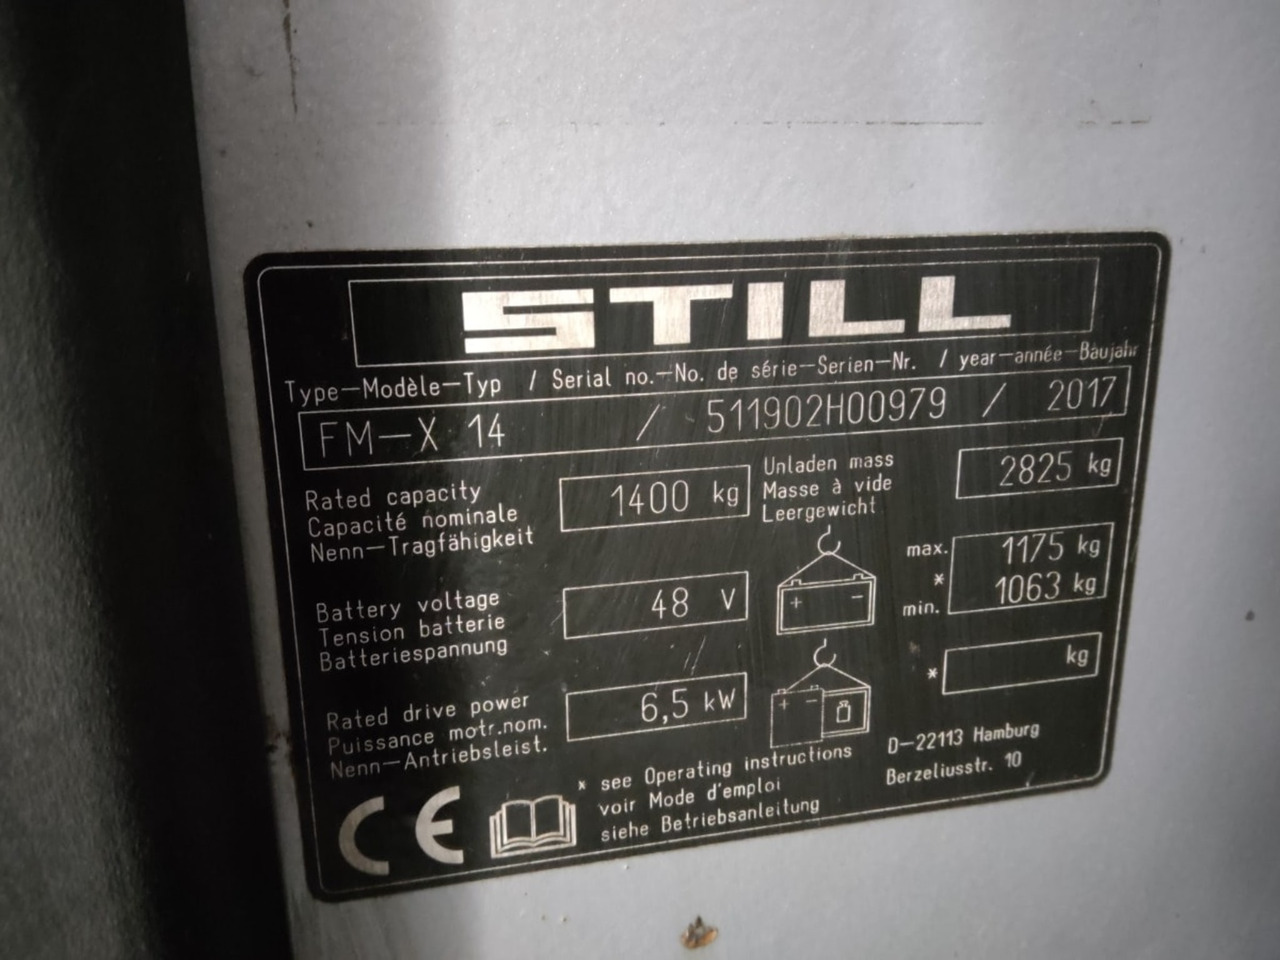 STILL
Type-Modèle-Typ / Serial no.-No. de série-Serien-Nr. / year-année-Baujahr
FM-X 14 / 511902H00979 / 2017
Rated capacity
Capacité nominale
Nenn-Tragfähigkeit
1400 kg
Unladen mass
Masse à vide
Leergewicht
2825 kg
Battery voltage
Tension batterie
Batteriespannung
48 V
+ -
max. 1175 kg
*
min. 1063 kg
Rated drive power
Puissance motr.nom.
Nenn-Antriebsleist.
6,5 kW
+ -
* kg
CE
* see Operating instructions
voir Mode d'emploi
siehe Betriebsanleitung
D-22113 Hamburg
Berzeliusstr. 10